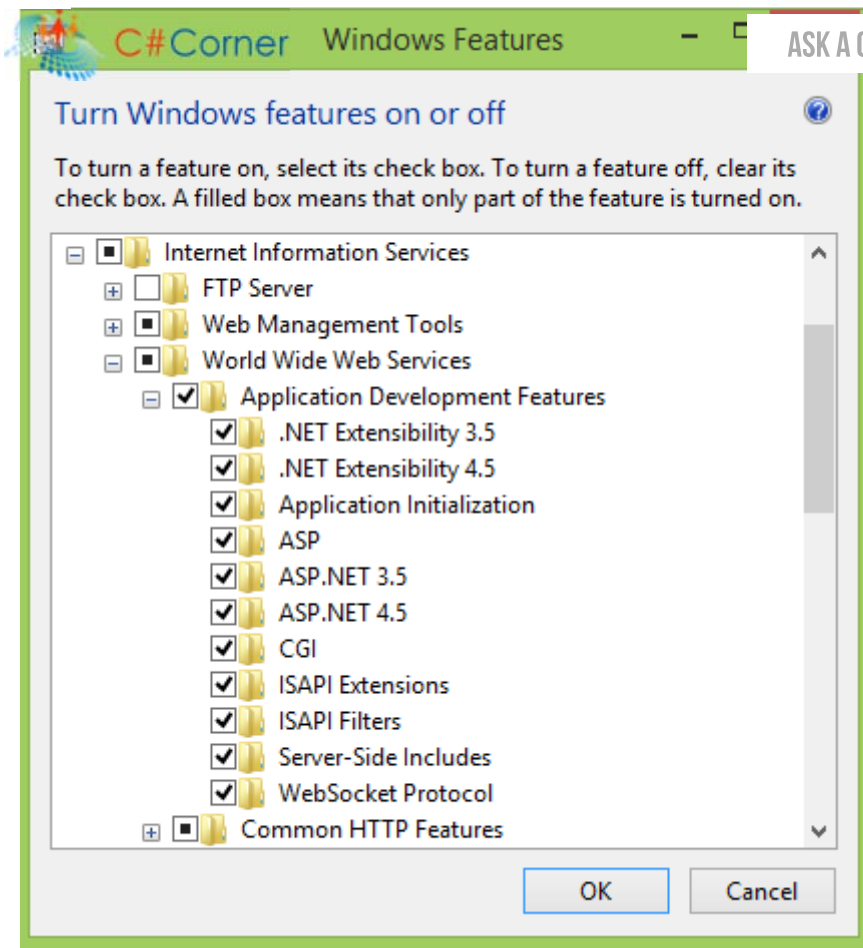 C#Corner Windows Features
ASK A
Turn Windows features on or off
To turn a feature on, select its check box. To turn a feature off, clear its
check box. A filled box means that only part of the feature is turned on.
Internet Information Services
FTP Server
Web Management Tools
World Wide Web Services
Application Development Features
.NET Extensibility 3.5
.NET Extensibility 4.5
Application Initialization
ASP
ASP.NET 3.5
ASP.NET 4.5
CGI
ISAPI Extensions
ISAPI Filters
Server-Side Includes
WebSocket Protocol
Common HTTP Features
OK Cancel